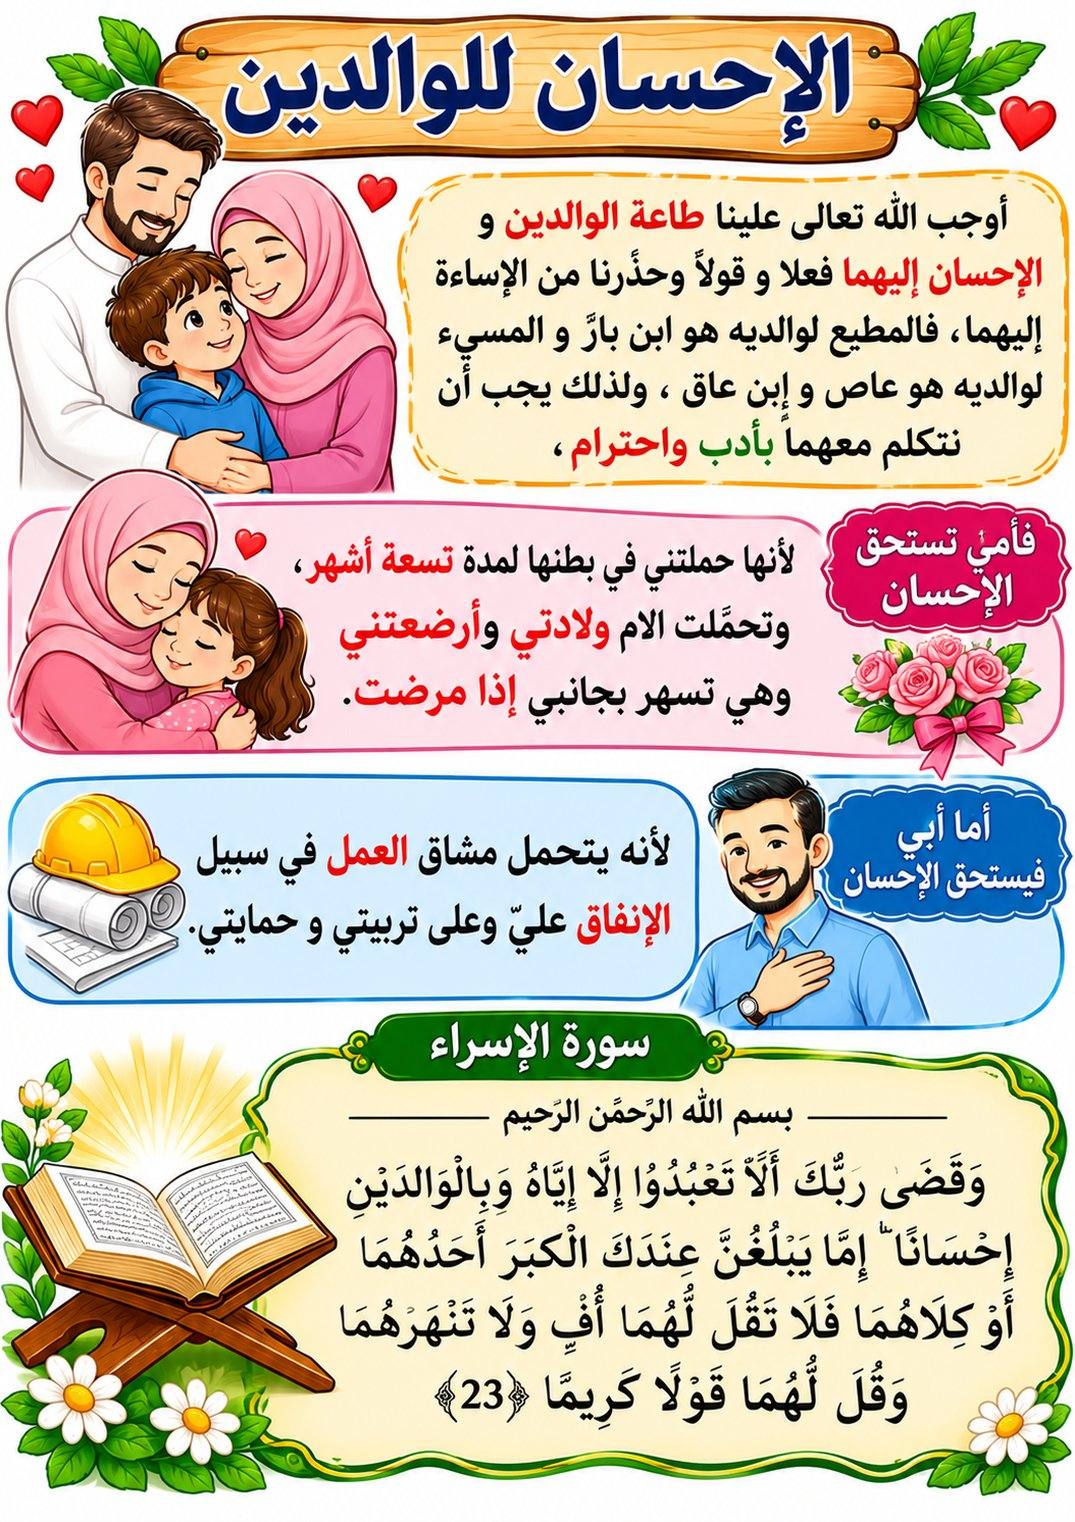 الإحسان للوالدين
أوجب الله تعالى علينا طاعة الوالدين و
الإحسان إليهما فعلا و قولاً وحذَّرنا من الإساءة
إليهما، فالمطيع لوالديه هو ابن بارَّ و المسيء
لوالديه هو عاص و إبن عاق ، ولذلك يجب أن
نتكلم معهماً بأدب واحترام ،
فأمي تستحق
الإحسان
لأنها حملتني في بطنها لمدة تسعة أشهر،
وتحمَّلت الام ولادتي وأرضعتني
وهي تسهر بجانبي إذا مرضت.
أما أبي
فيستحق الإحسان
لأنه يتحمل مشاق العمل في سبيل
الإنفاق عليّ وعلى تربيتي و حمايتي.
سورة الإسراء
بسم الله الرَّحمَّن الرَّحيم
وَقَضَىٰ رَبُّكَ أَلَّا تَعْبُدُوا إِلَّا إِيَّاهُ وَبِالْوَالدَيْنِ
إِحْسَانًا ۖ إِمَّا يَبْلُغُنَّ عِنَدَكَ الْكبَرَ أَحَدُهُمَا
أَوْ كِلَاهُمَا فَلَا تَقُلَ لُّهُمَا أُفٍّ وَلَا تَنْهَرْهُمَا
وَقُلَ لُّهُمَا قَوْلًا كَرِيمًّا ﴿23﴾